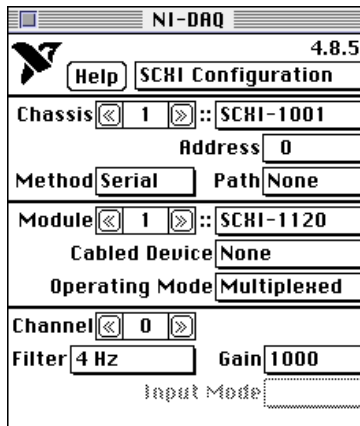 NI-DAQ
4.8.5
Help SCXI Configuration
Chassis 1 :: SCXI-1001
Address 0
Method Serial Path None
Module 1 :: SCXI-1120
Cabled Device None
Operating Mode Multiplexed
Channel 0
Filter 4 Hz Gain 1000
Input Mode